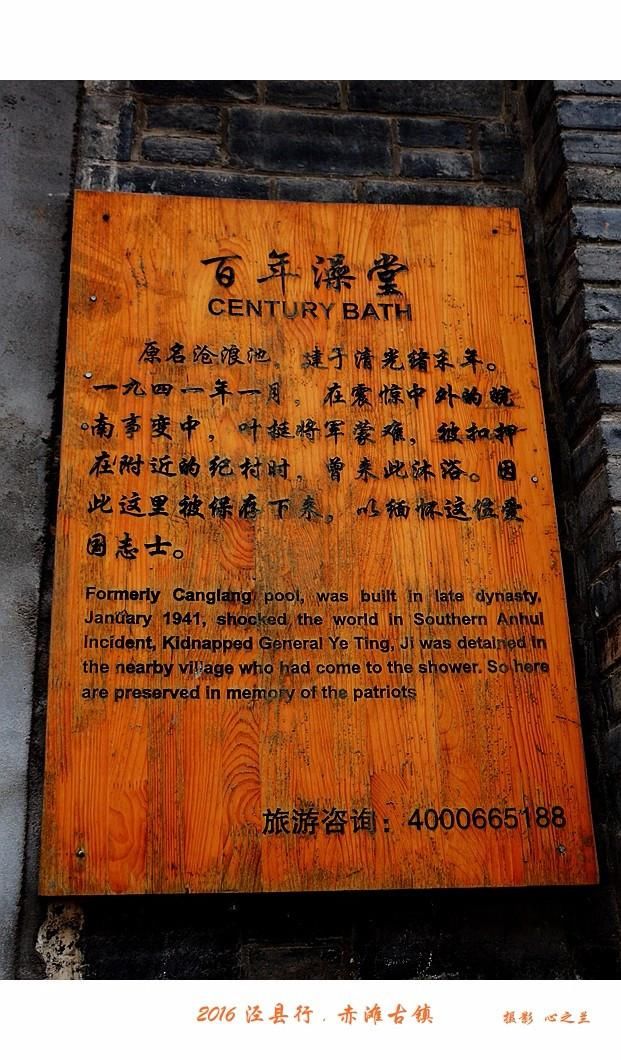 百年澡堂
CENTURY BATH
原名沧浪池，建于清光绪末年。
一九四一年一月，在震惊中外的皖
南事变中，叶挺将军蒙难，被扣押
在附近的纪村时，曾来此沐浴。因
此这里被保存下来，以缅怀这位爱
国志士。
Formerly Canglang pool, was built in late dynasty.
January 1941, shocked the world in Southern Anhui
Incident, Kidnapped General Ye Ting, Ji was detained in
the nearby village who had come to the shower. So here
are preserved in memory of the patriots
旅游咨询：4000665188
2016 泾县行．赤滩古镇
摄影 心之兰